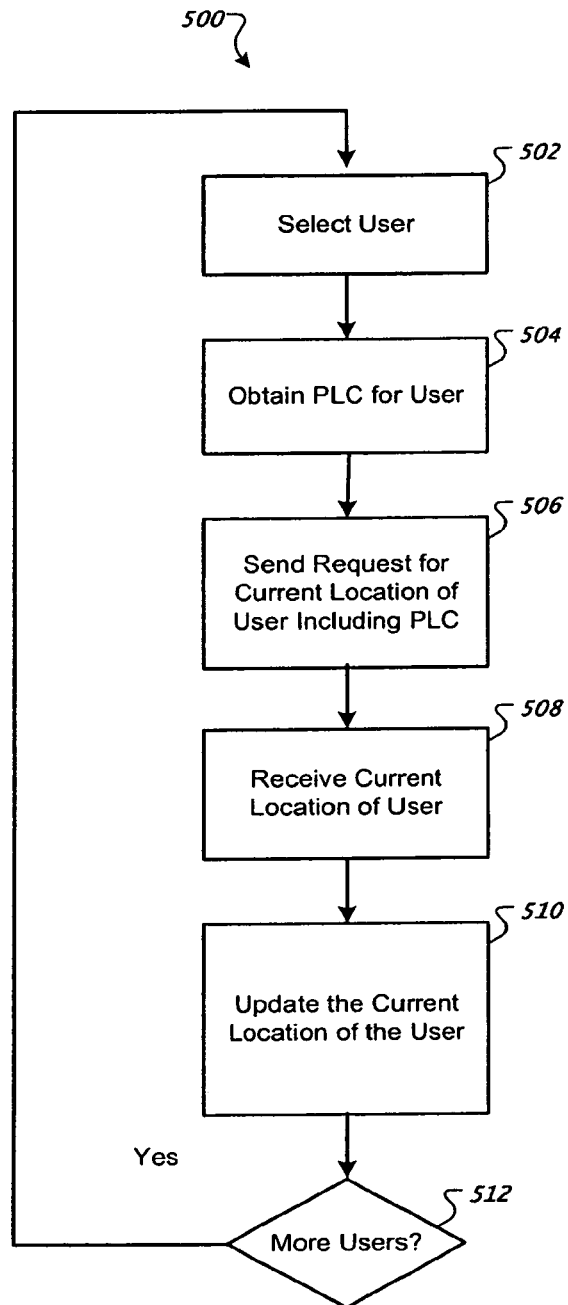 500
502
Select User
504
Obtain PLC for User
506
Send Request for
Current Location of
User Including PLC
508
Receive Current
Location of User
510
Update the Current
Location of the User
Yes
512
More Users?